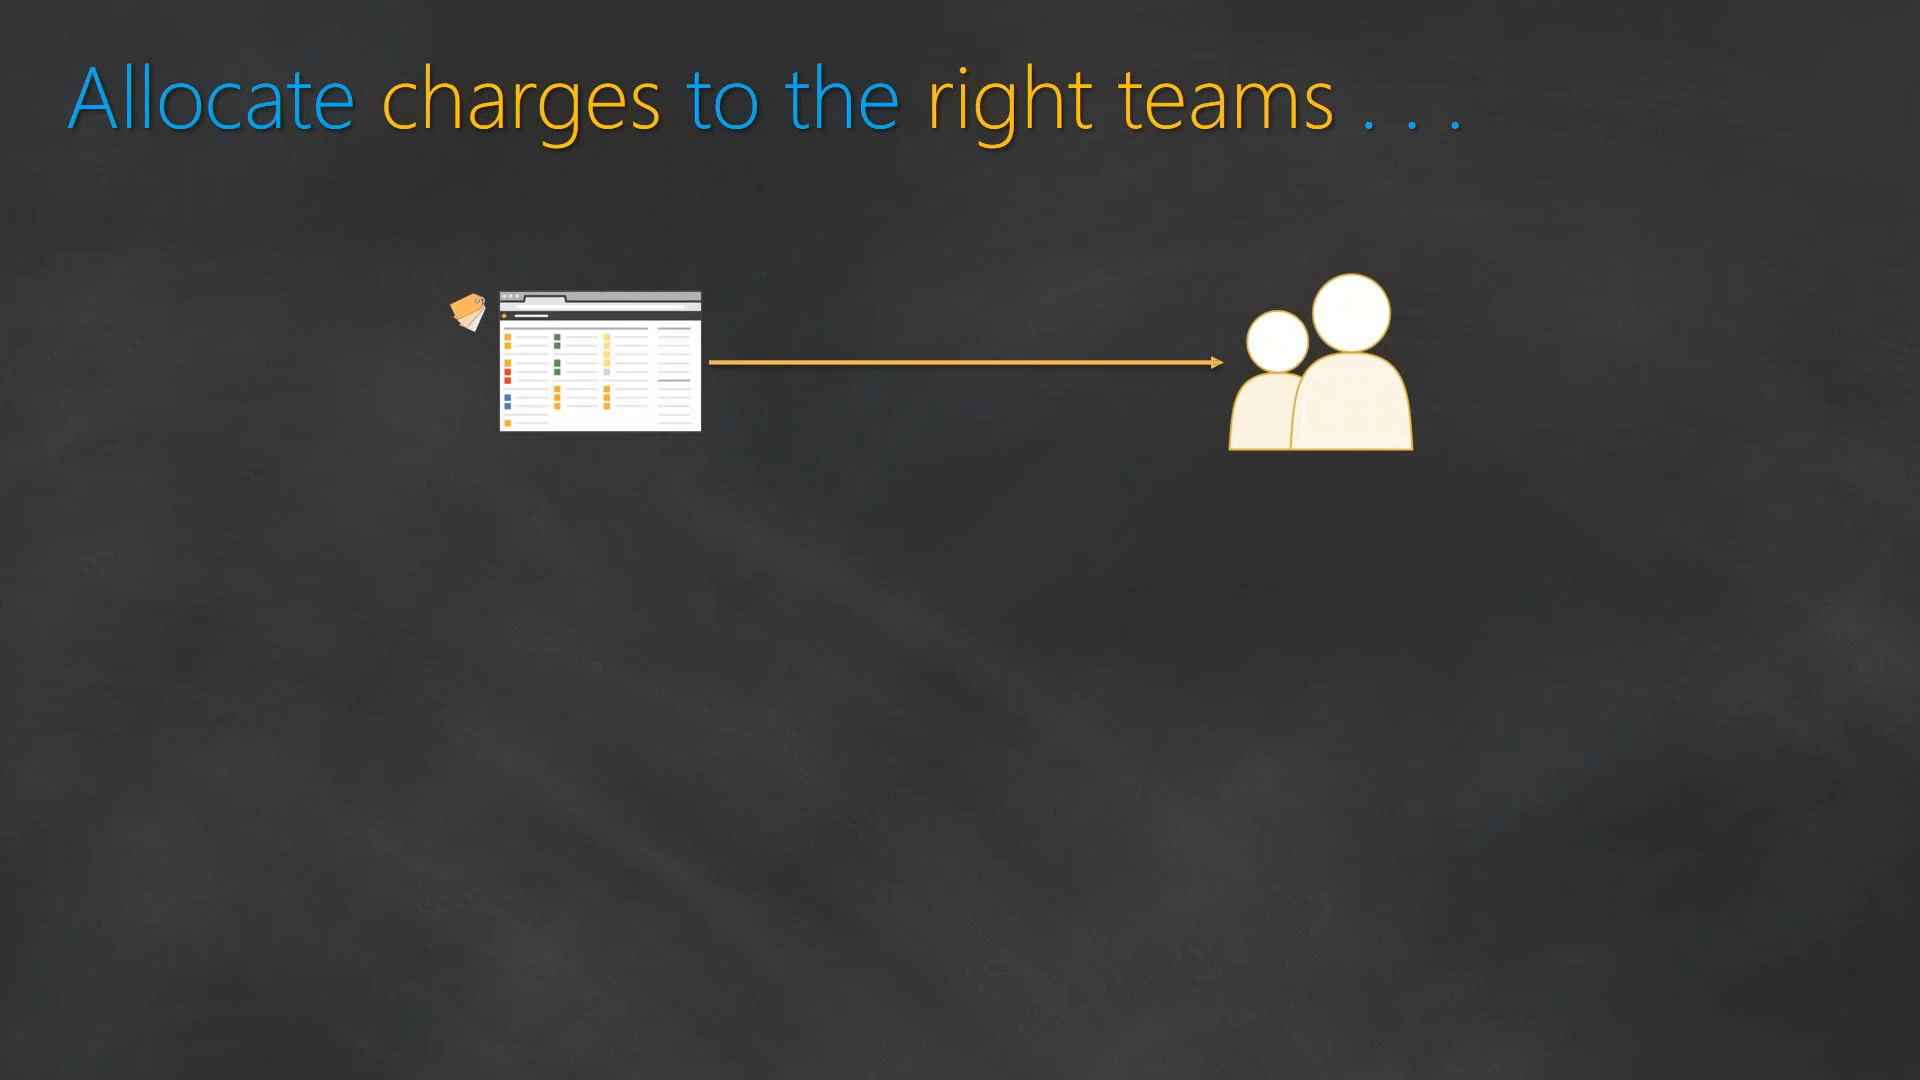 Allocate charges to the right teams . . .